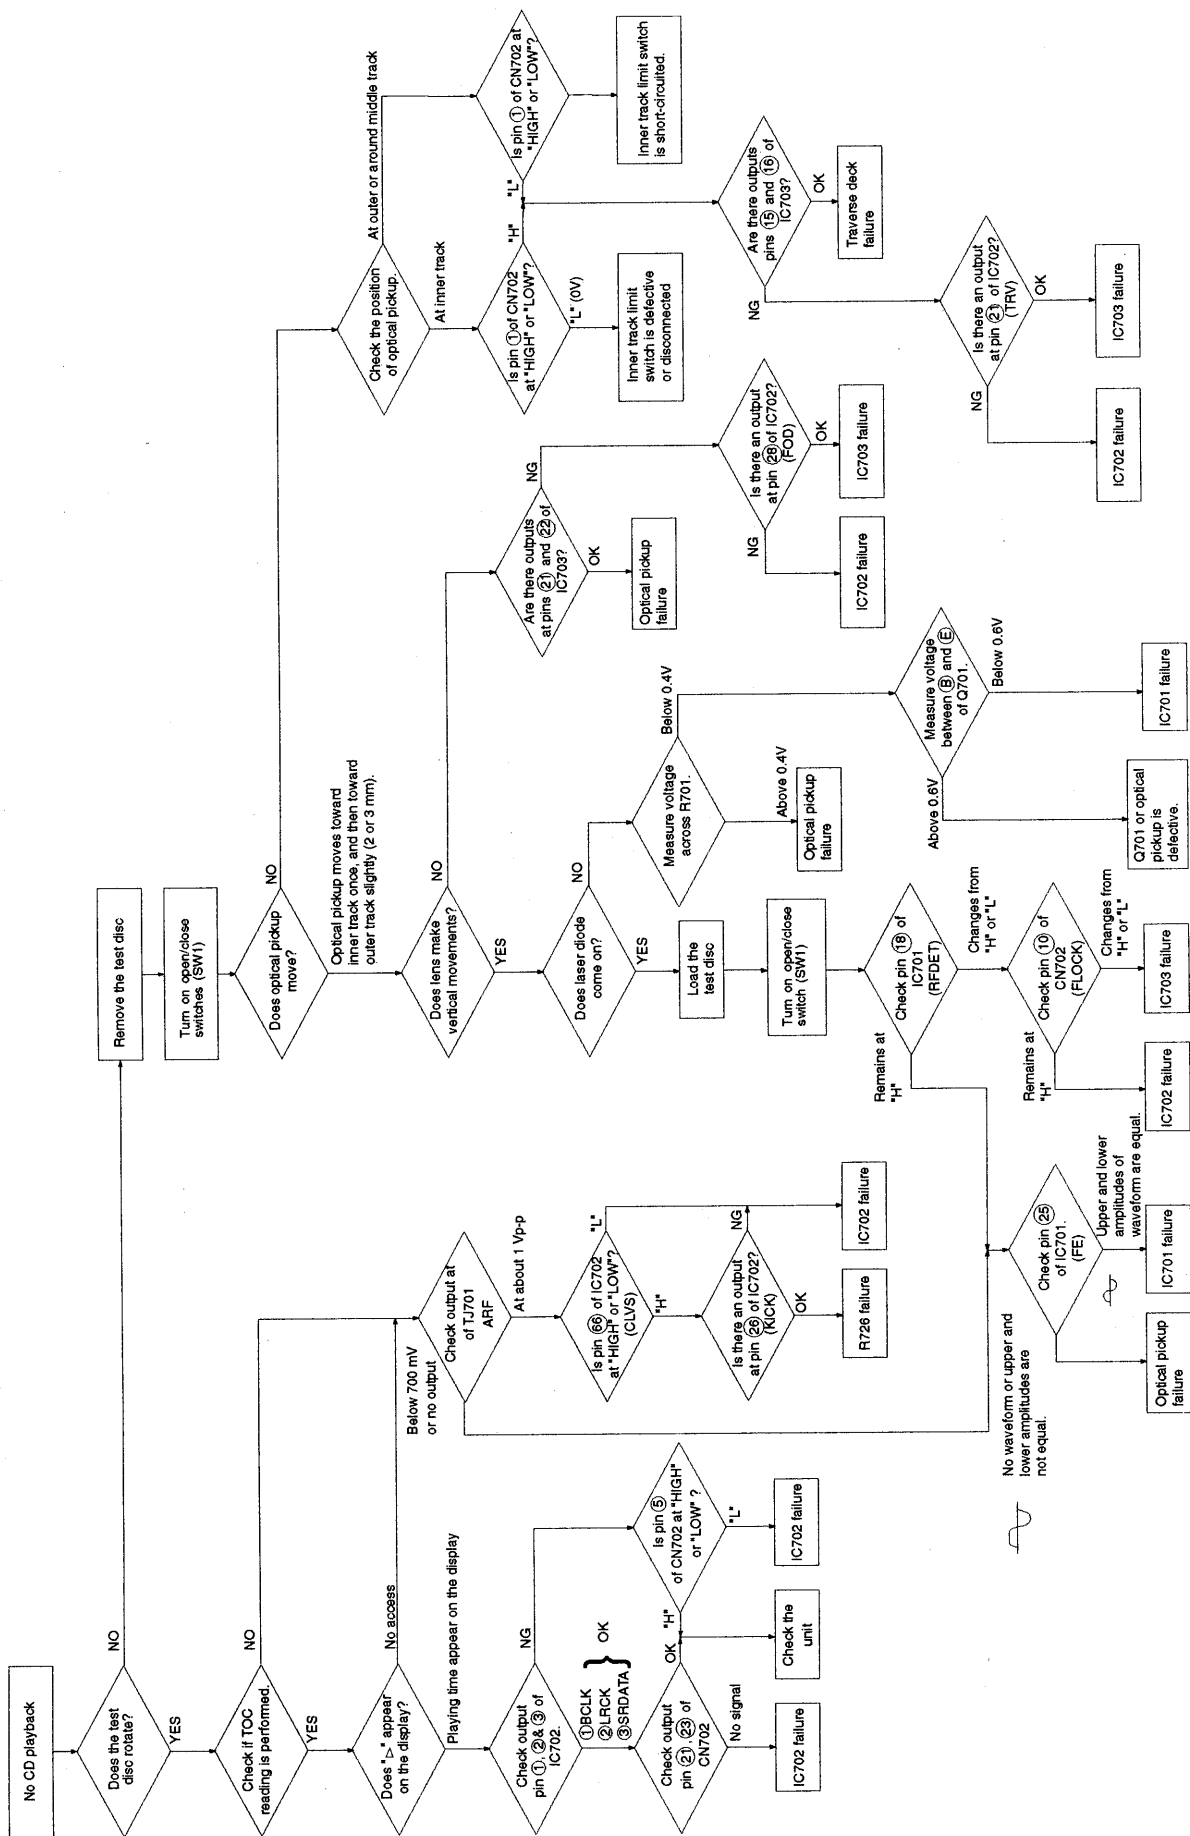 No CD playback
Does the test
disc rotate?
NO
YES
Check if TOC
reading is performed.
NO
YES
Does "▷" appear
on the display?
No access
Playing time appear on the display
Check output
pin ①, ②& ③ of
IC702.
NG
①BCLK
②LRCK
③SRDATA
} OK
Check output
pin ㉑, ㉓ of
CN702
OK
No signal
IC702 failure
Is pin ⑤
of CN702 at "HIGH"
or "LOW" ?
"H"
"L"
Check the
unit
IC702 failure
Check output at
of TJ701
ARF
Below 700 mV
or no output
At about 1 Vp-p
Is pin 66 of IC702
at "HIGH" or "LOW"?
(CLVS)
"L"
"H"
Is there an output
at pin ㉖ of IC702?
(KICK)
NG
OK
R726 failure
IC702 failure
No waveform or upper and
lower amplitudes are
not equal.
Check pin ㉕
of IC701.
(FE)
Upper and lower
amplitudes of
waveform are equal.
Optical pickup
failure
IC701 failure
Remove the test disc
Turn on open/close
switches (SW1)
Does optical pickup
move?
NO
Optical pickup moves toward
inner track once, and then toward
outer track slightly (2 or 3 mm).
Does lens make
vertical movements?
NO
YES
Does laser diode
come on?
NO
YES
Load the
test disc
Turn on open/close
switch (SW1)
Check pin ⑱ of
IC701
(RFDET)
Remains at
"H"
Changes from
"H" or "L"
Check pin ⑩ of
CN702
(FLOCK)
Remains at
"H"
Changes from
"H" or "L"
IC702 failure
IC703 failure
Measure voltage
across R701.
Below 0.4V
Above 0.4V
Optical pickup
failure
Measure voltage
between Ⓑ and Ⓔ
of Q701.
Above 0.6V
Below 0.6V
Q701 or optical
pickup is
defective.
IC701 failure
Are there outputs
at pins ㉑ and ㉒ of
IC703?
NG
OK
Optical pickup
failure
Is there an output
at pin ㉘ of IC702?
(FOD)
NG
OK
IC702 failure
IC703 failure
Check the position
of optical pickup.
At outer or around middle track
At inner track
Is pin ① of CN702
at "HIGH" or "LOW"?
"H"
"L" (0V)
Inner track limit
switch is defective
or disconnected
Is pin ① of CN702 at
"HIGH" or "LOW"?
"L"
Inner track limit switch
is short-circuited.
Are there outputs
pins ⑮ and ⑯ of
IC703?
NG
OK
Traverse deck
failure
Is there an output
at pin ㉑ of IC702?
(TRV)
NG
OK
IC702 failure
IC703 failure